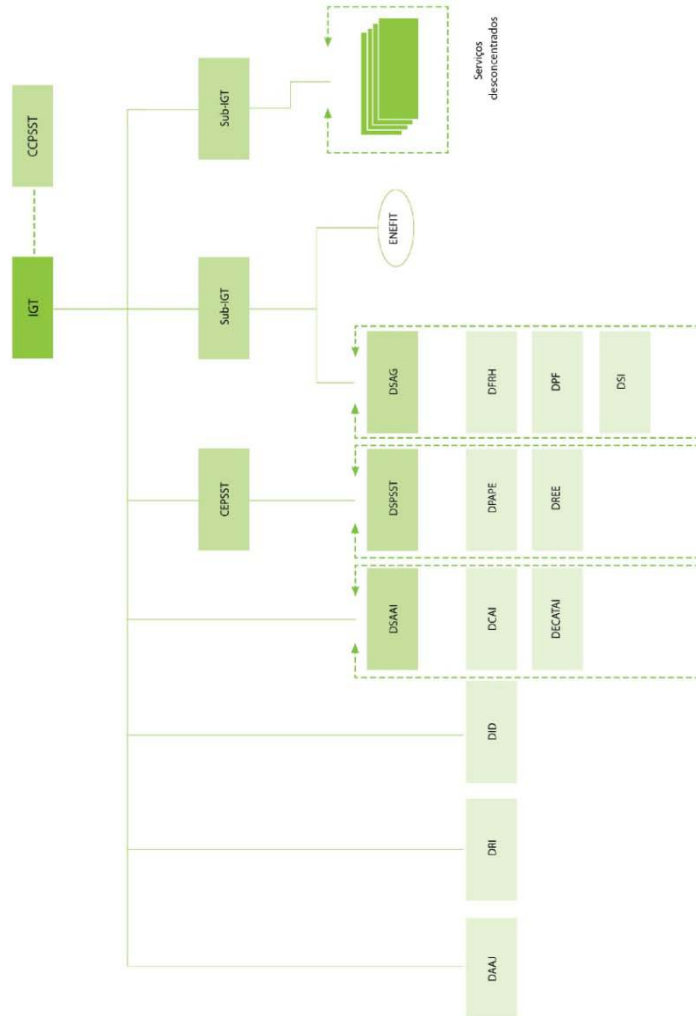 IGT
CCPSST
CEPSST
Sub-IGT
Sub-IGT
DSAAI
DSPSST
DSAG
ENEFIT
Serviços
desconcentrados
DAAJ
DRI
DID
DCAI
DPAPE
DFRH
DECATAI
DREE
DPF
DSI